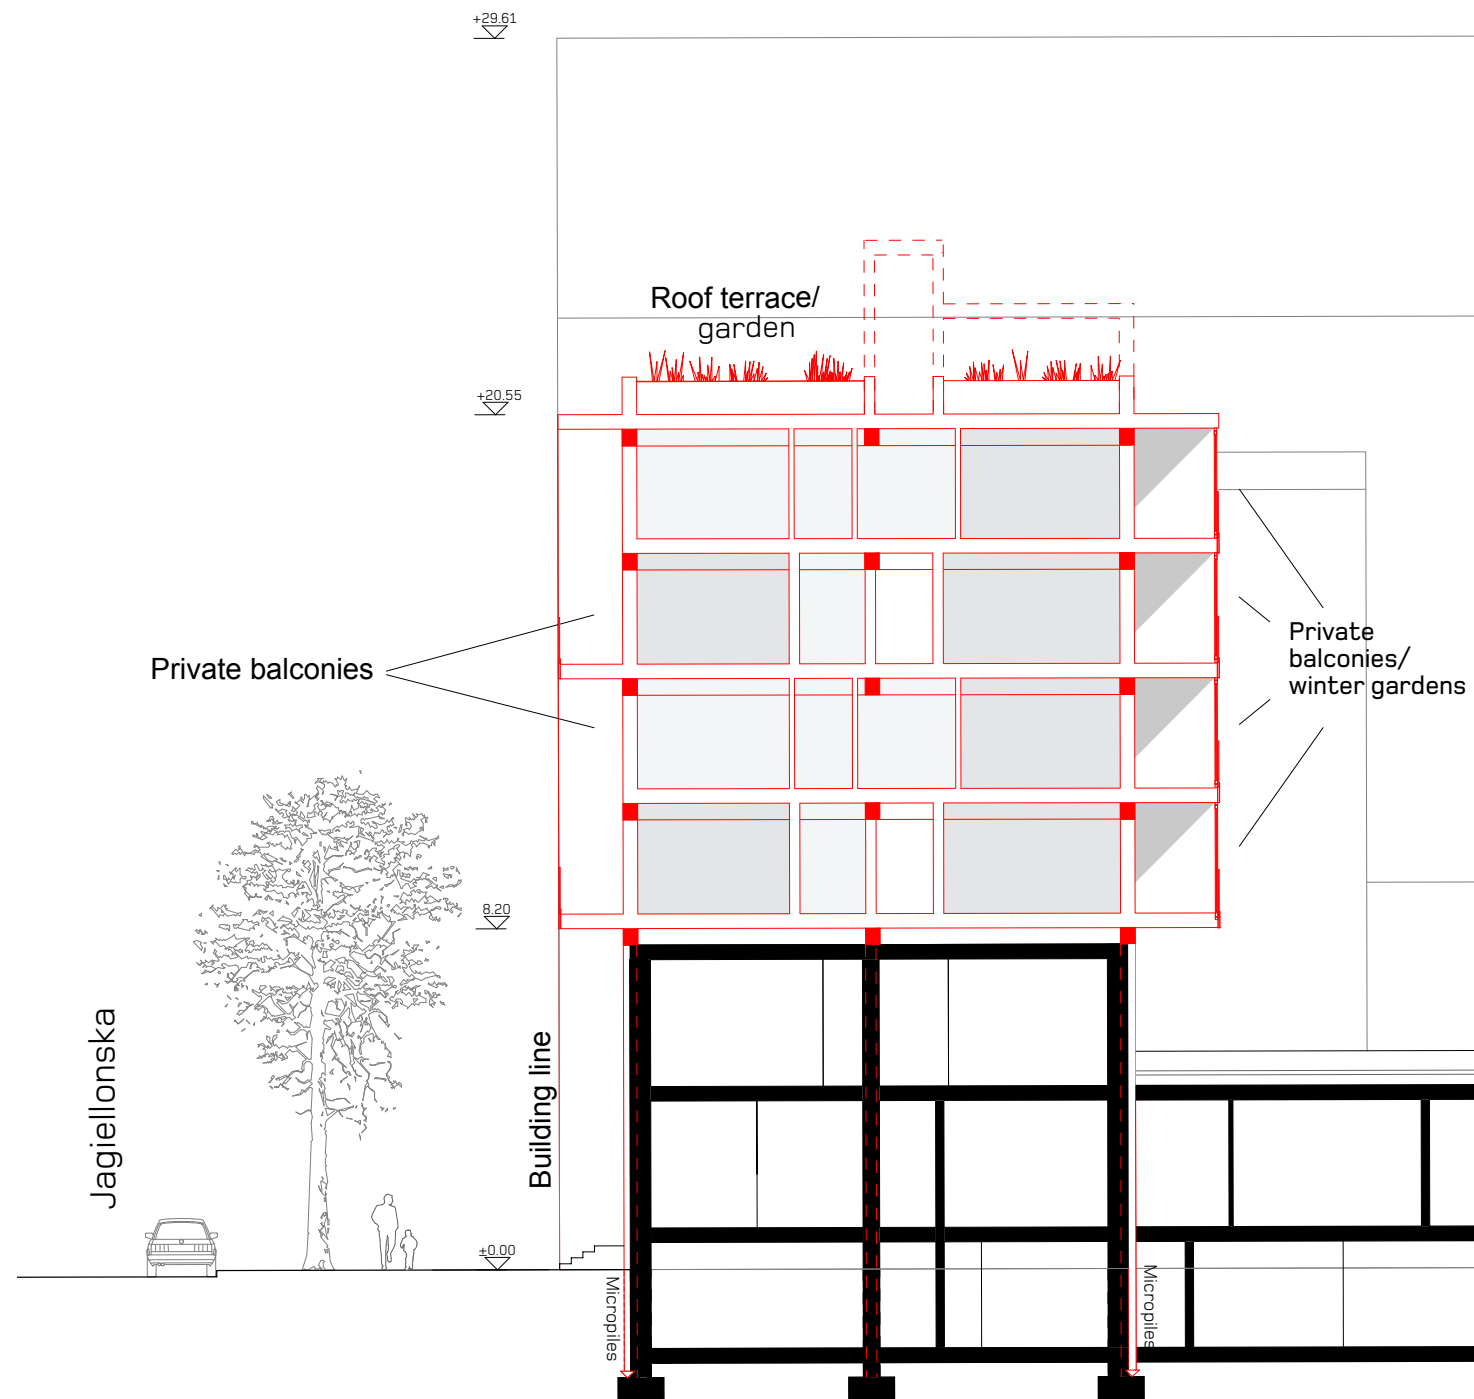 +29.61
Roof terrace/
garden
+20.55
Private balconies
Private
balconies/
winter gardens
8.20
Jagiellonska
Building line
±0.00
Micropiles
Micropiles